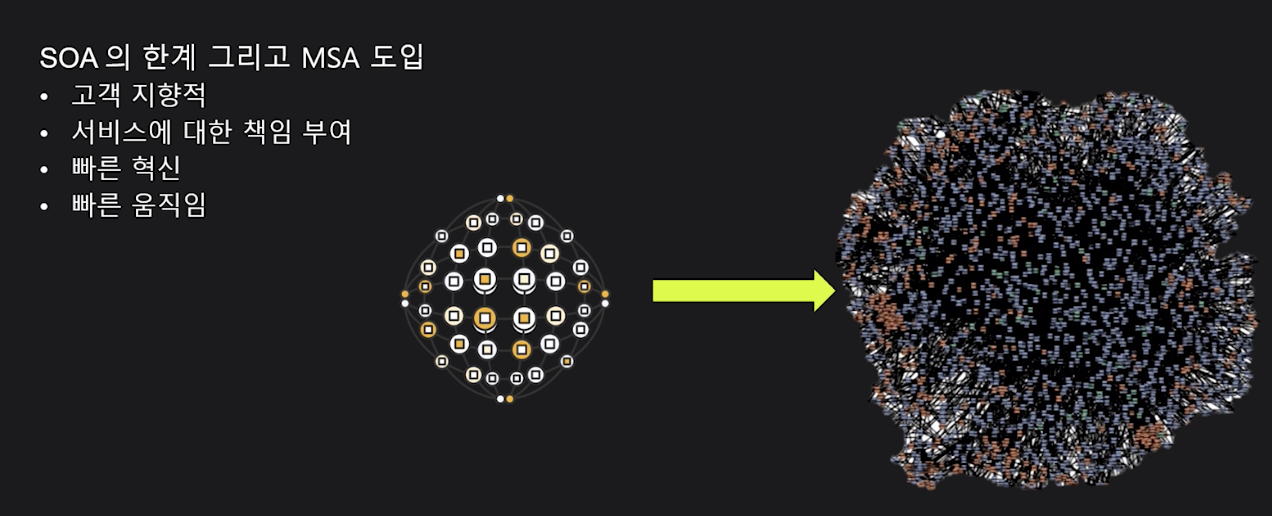 SOA 의 한계 그리고 MSA 도입
• 고객 지향적
• 서비스에 대한 책임 부여
• 빠른 혁신
• 빠른 움직임